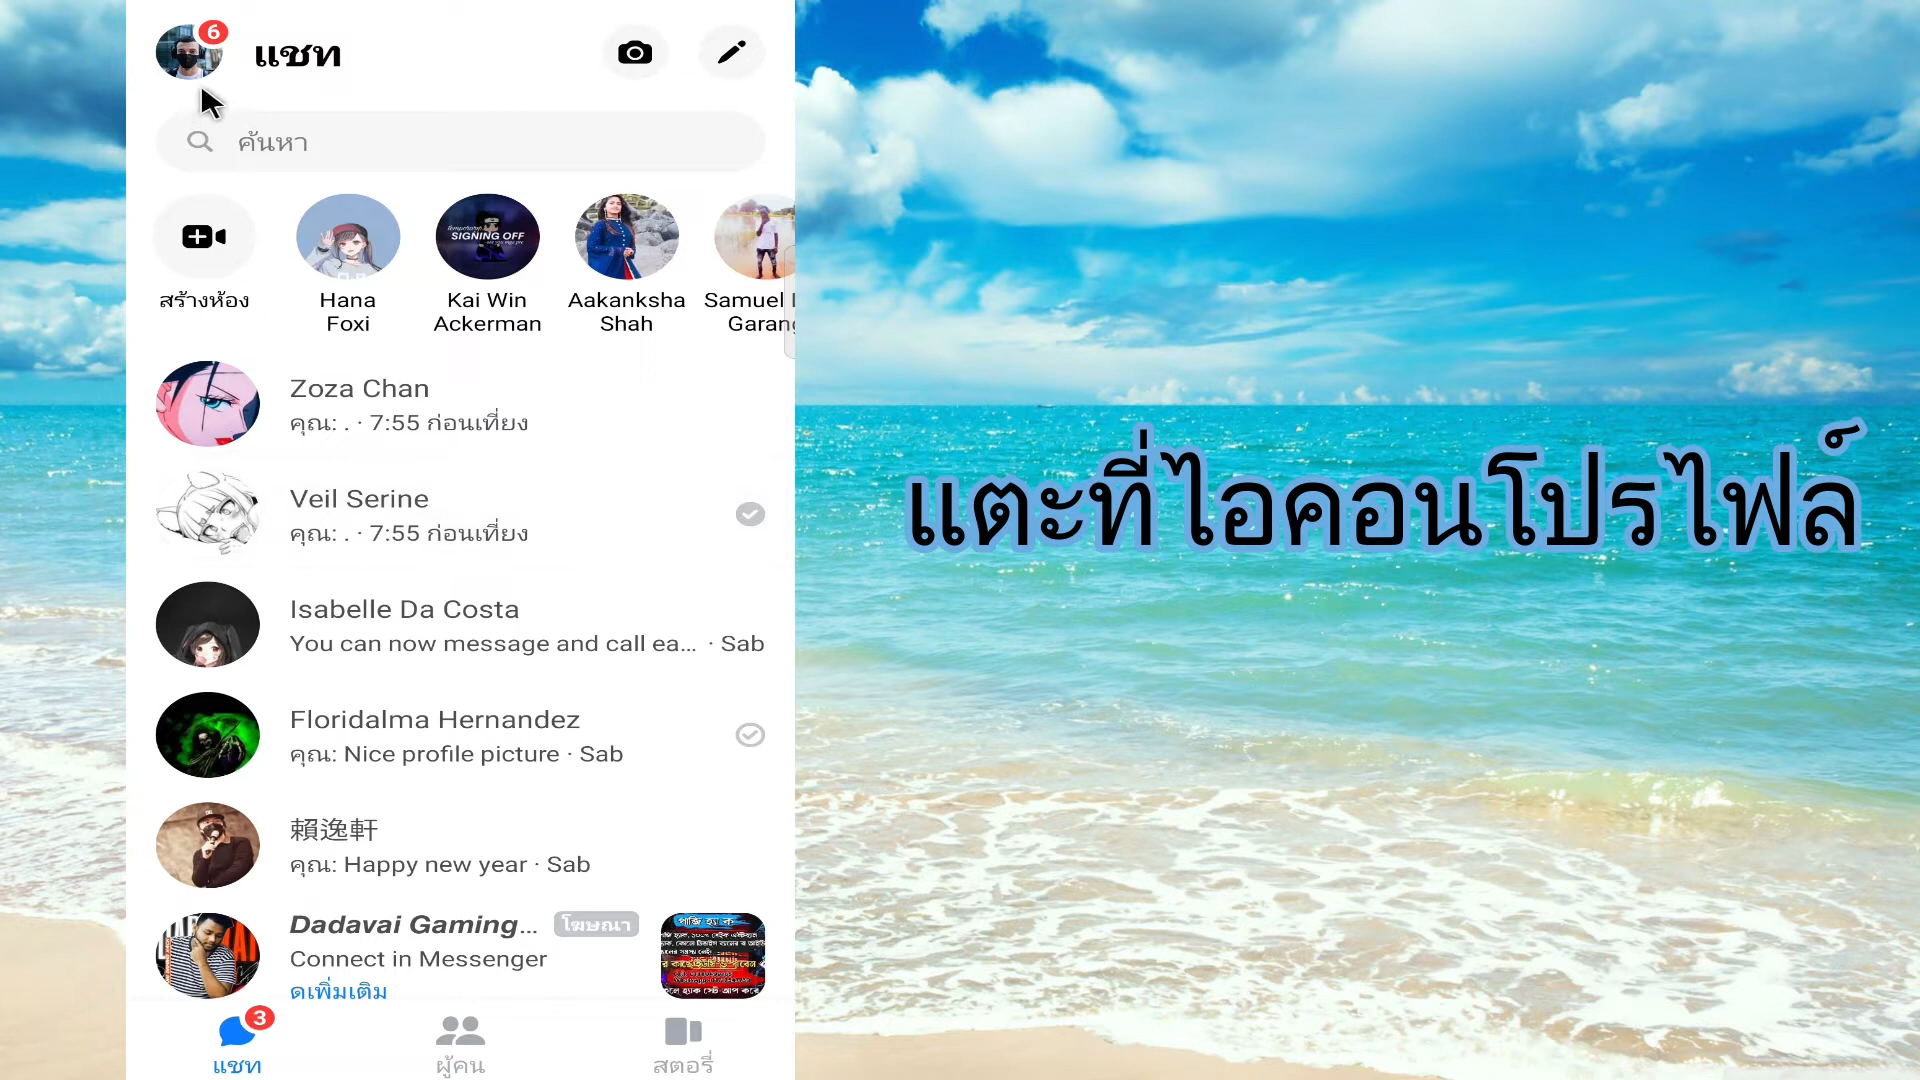 6
แชท
ค้นหา
SIGNING OFF
สร้างห้อง
Hana
Foxi
Kai Win
Ackerman
Aakanksha
Shah
Samuel
Garang
Zoza Chan
คุณ: . · 7:55 ก่อนเที่ยง
Veil Serine
คุณ: . · 7:55 ก่อนเที่ยง
Isabelle Da Costa
You can now message and call ea... · Sab
Floridalma Hernandez
คุณ: Nice profile picture · Sab
賴逸軒
คุณ: Happy new year · Sab
Dadavai Gaming... โฆษณา
Connect in Messenger
ดูเพิ่มเติม
3
แชท
ผู้คน
สตอรี่
แตะที่ไอคอนโปรไฟล์